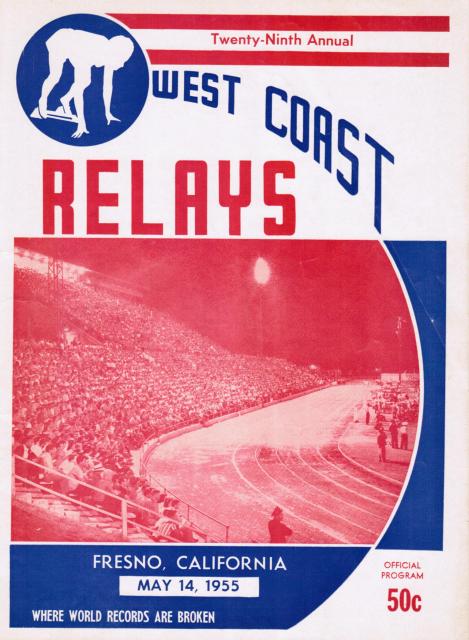 Twenty-Ninth Annual
WEST COAST
RELAYS
FRESNO, CALIFORNIA
MAY 14, 1955
WHERE WORLD RECORDS ARE BROKEN
OFFICIAL
PROGRAM
50c